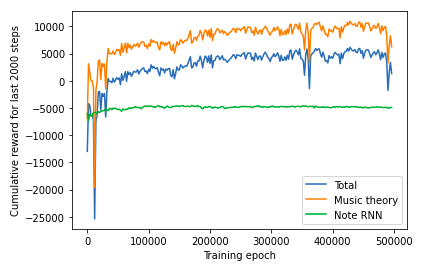 Cumulative reward for last 2000 steps
10000
5000
0
−5000
−10000
−15000
−20000
−25000
Total
Music theory
Note RNN
0
100000
200000
300000
400000
500000
Training epoch